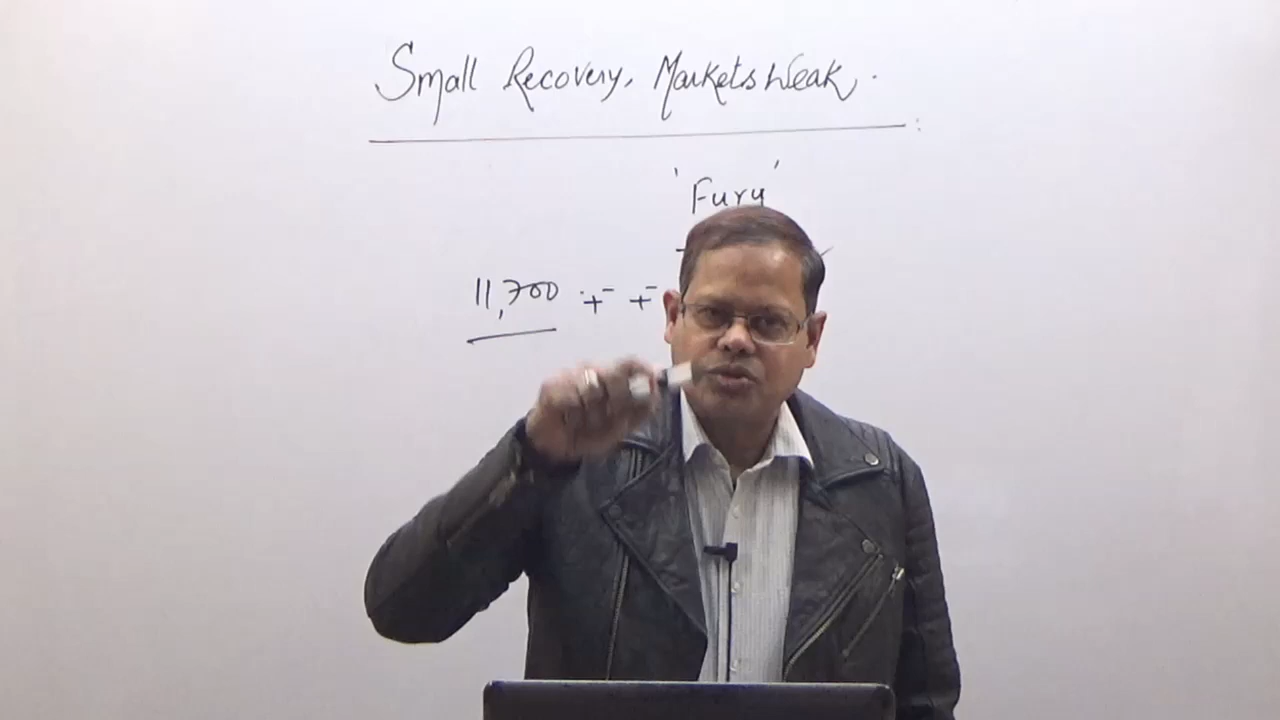 Small Recovery, Markets Weak.
'Fury'
11,700 +- +-